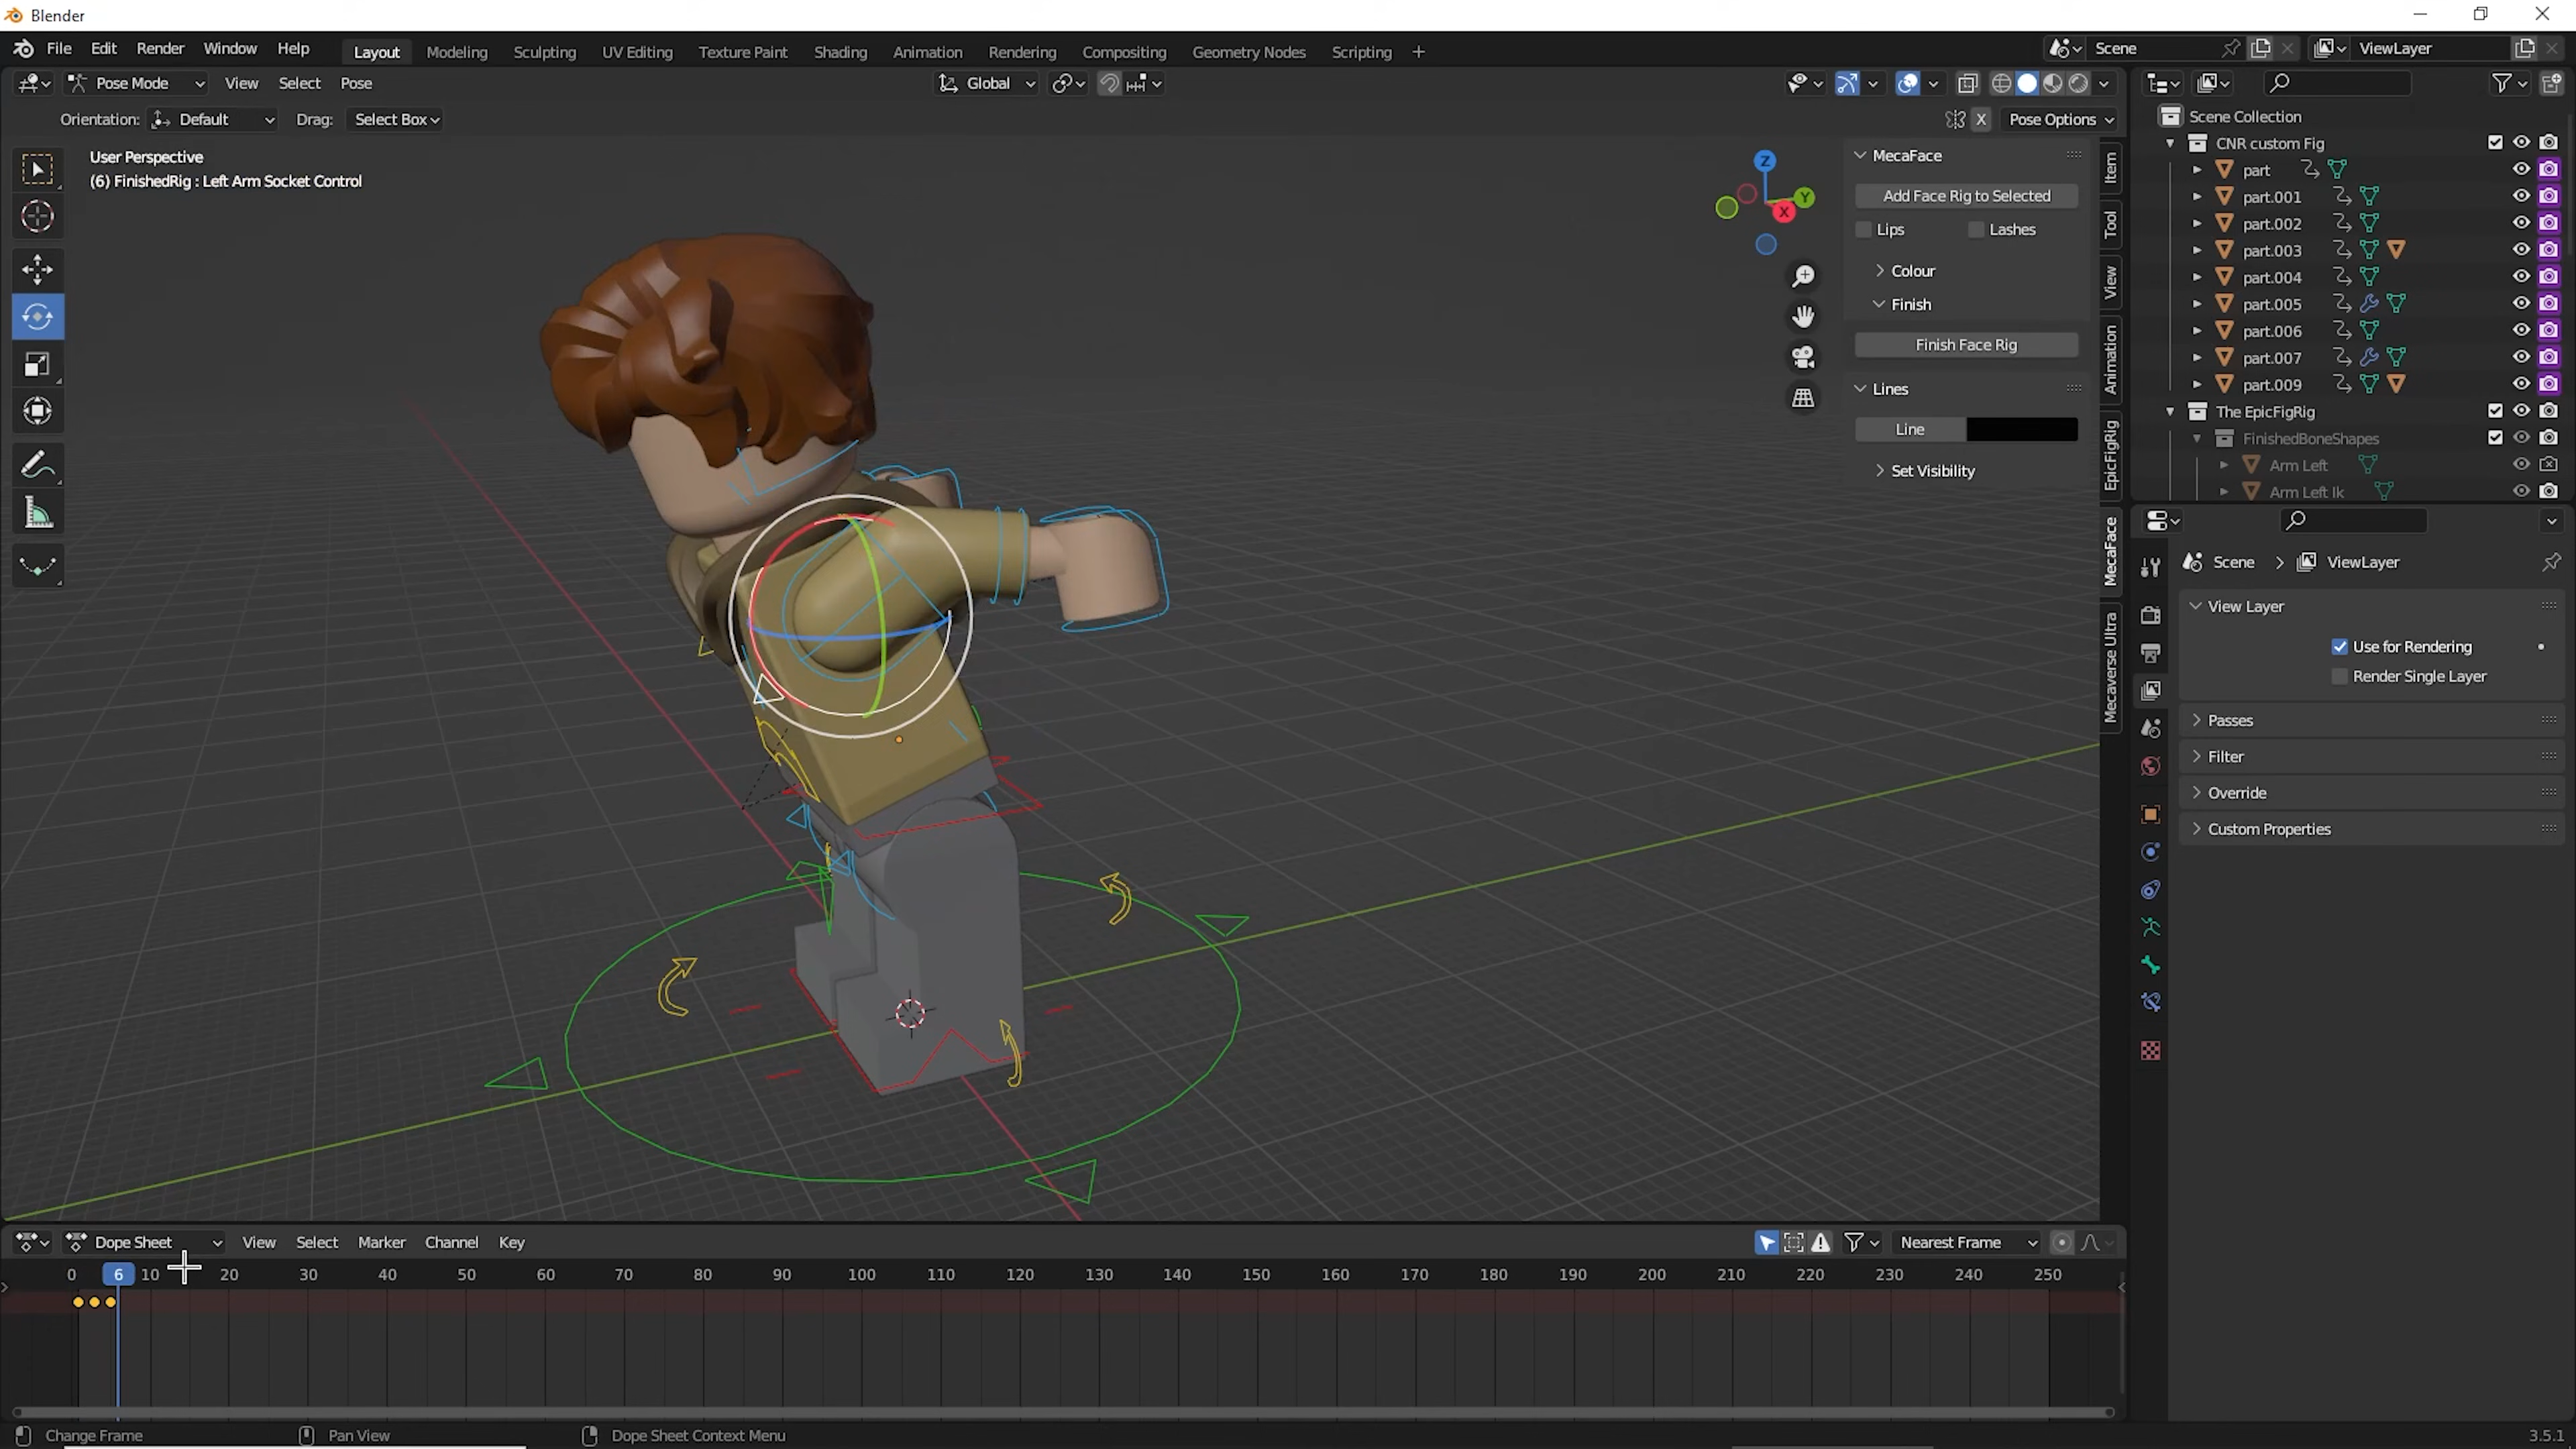 Blender
File Edit Render Window Help Layout Modeling Sculpting UV Editing Texture Paint Shading Animation Rendering Compositing Geometry Nodes Scripting + Scene ViewLayer
Pose Mode View Select Pose Global
Orientation: Default Drag: Select Box X Pose Options
User Perspective
(6) FinishedRig : Left Arm Socket Control
Z
Y
X
MecaFace
Add Face Rig to Selected
Lips Lashes
Colour
Finish
Finish Face Rig
Lines
Line
Set Visibility
Item
Tool
View
Animation
EpicFigRig
MecaFace
Mecaverse Ultra
Scene Collection
CNR custom Fig
part
part.001
part.002
part.003
part.004
part.005
part.006
part.007
part.009
The EpicFigRig
FinishedBoneShapes
Arm Left
Arm Left Ik
Scene > ViewLayer
View Layer
Use for Rendering
Render Single Layer
Passes
Filter
Override
Custom Properties
Dope Sheet View Select Marker Channel Key Nearest Frame
0 6 10 20 30 40 50 60 70 80 90 100 110 120 130 140 150 160 170 180 190 200 210 220 230 240 250
Change Frame Pan View Dope Sheet Context Menu 3.5.1